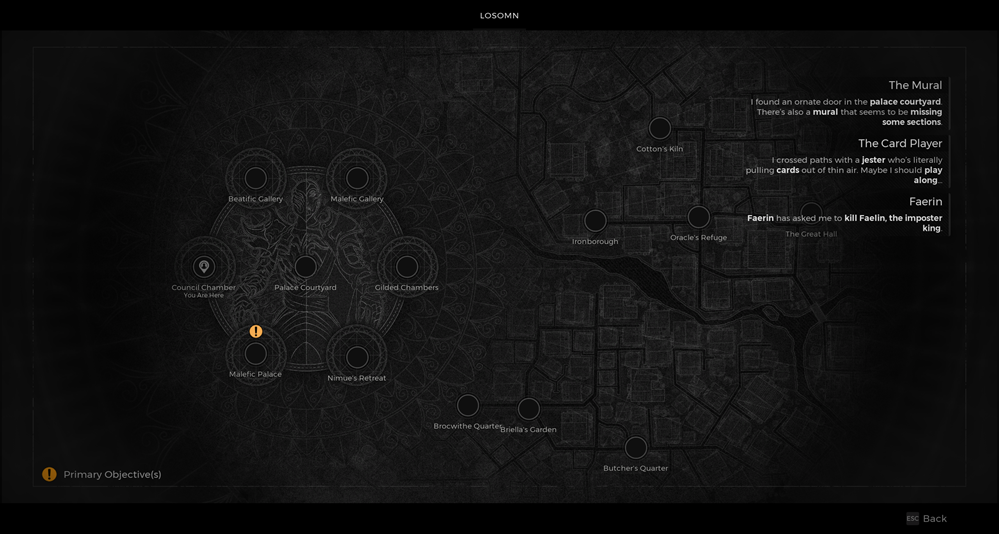 LOSOMN
The Mural
I found an ornate door in the palace courtyard.
There's also a mural that seems to be missing
some sections.
The Card Player
I crossed paths with a jester who's literally
pulling cards out of thin air. Maybe I should play
along...
Faerin
Faerin has asked me to kill Faelin, the imposter
king.
Cotton's Kiln
Beatific Gallery
Malefic Gallery
Ironborough
Oracle's Refuge
The Great Hall
Council Chamber
You Are Here
Palace Courtyard
Gilded Chambers
Malefic Palace
Nimue's Retreat
Brocwithe Quarter
Briella's Garden
Butcher's Quarter
! Primary Objective(s)
ESC Back